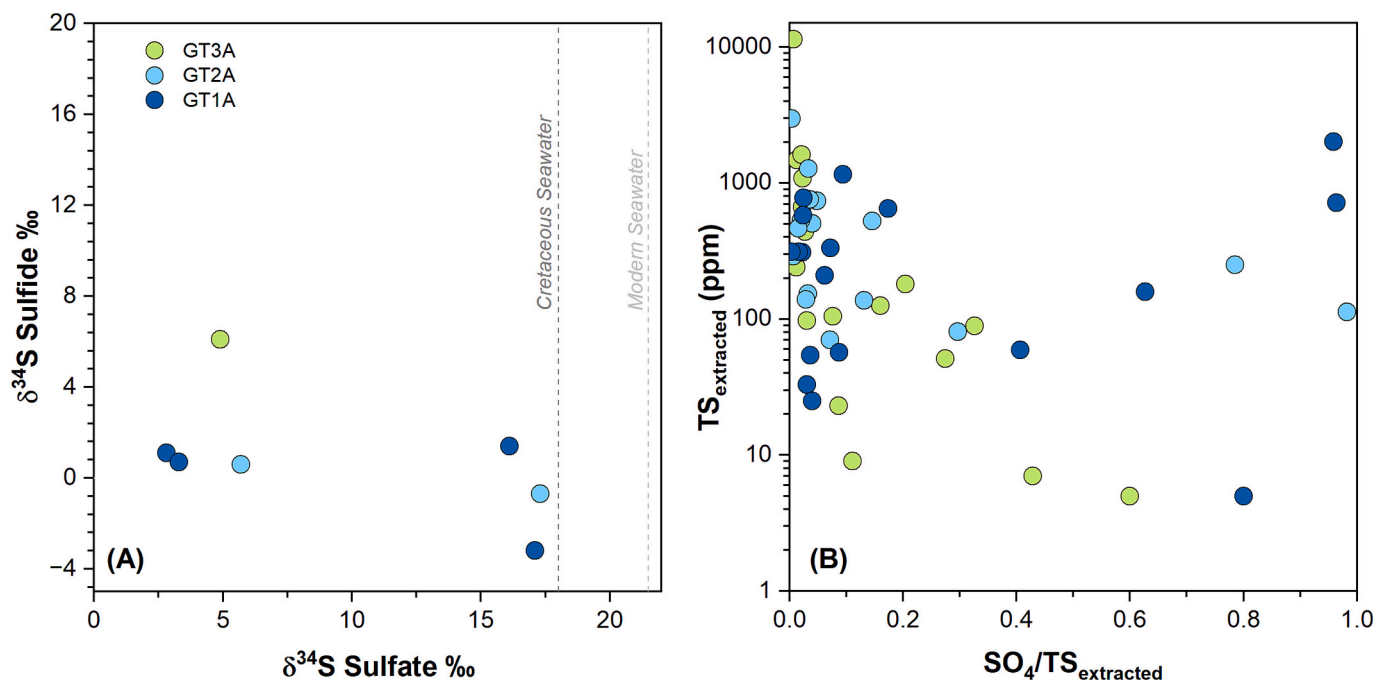 20
16
12
8
4
0
−4
δ³⁴S Sulfide ‰
GT3A
GT2A
GT1A
Cretaceous Seawater
Modern Seawater
(A)
0
5
10
15
20
δ³⁴S Sulfate ‰
10000
1000
100
10
1
TSextracted (ppm)
(B)
0.0
0.2
0.4
0.6
0.8
1.0
SO₄/TSextracted